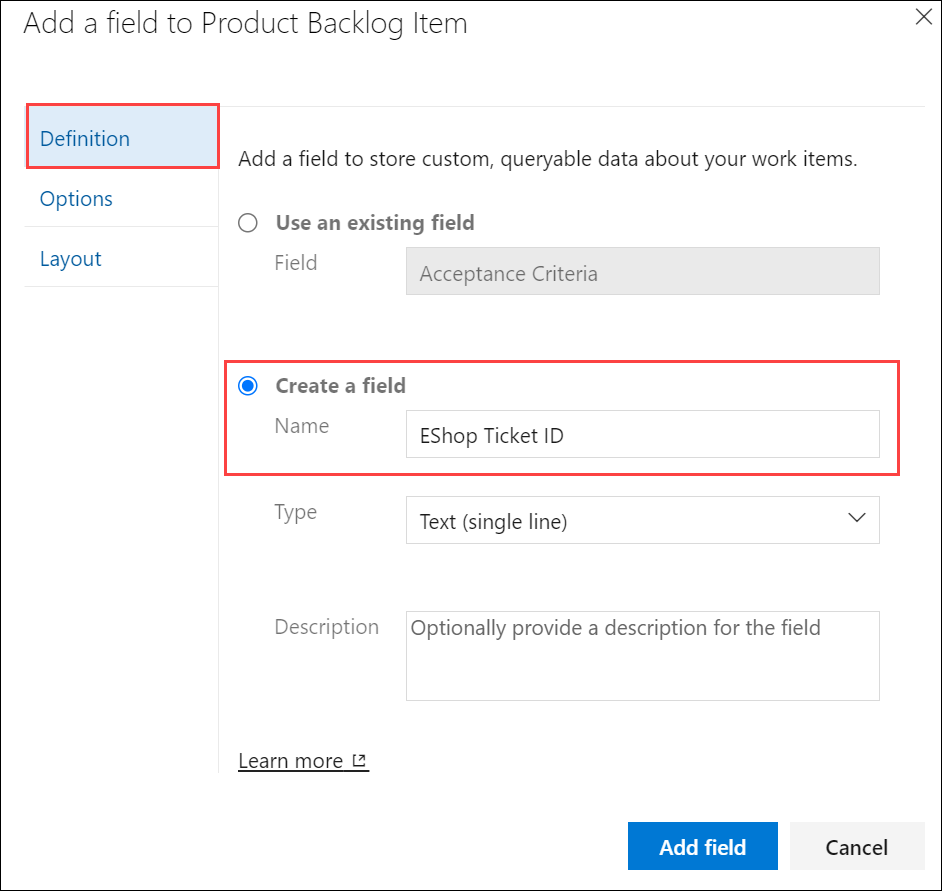 Add a field to Product Backlog Item
Definition
Options
Layout
Add a field to store custom, queryable data about your work items.
Use an existing field
Field
Acceptance Criteria
Create a field
Name
EShop Ticket ID
Type
Text (single line)
Description
Optionally provide a description for the field
Learn more
Add field
Cancel